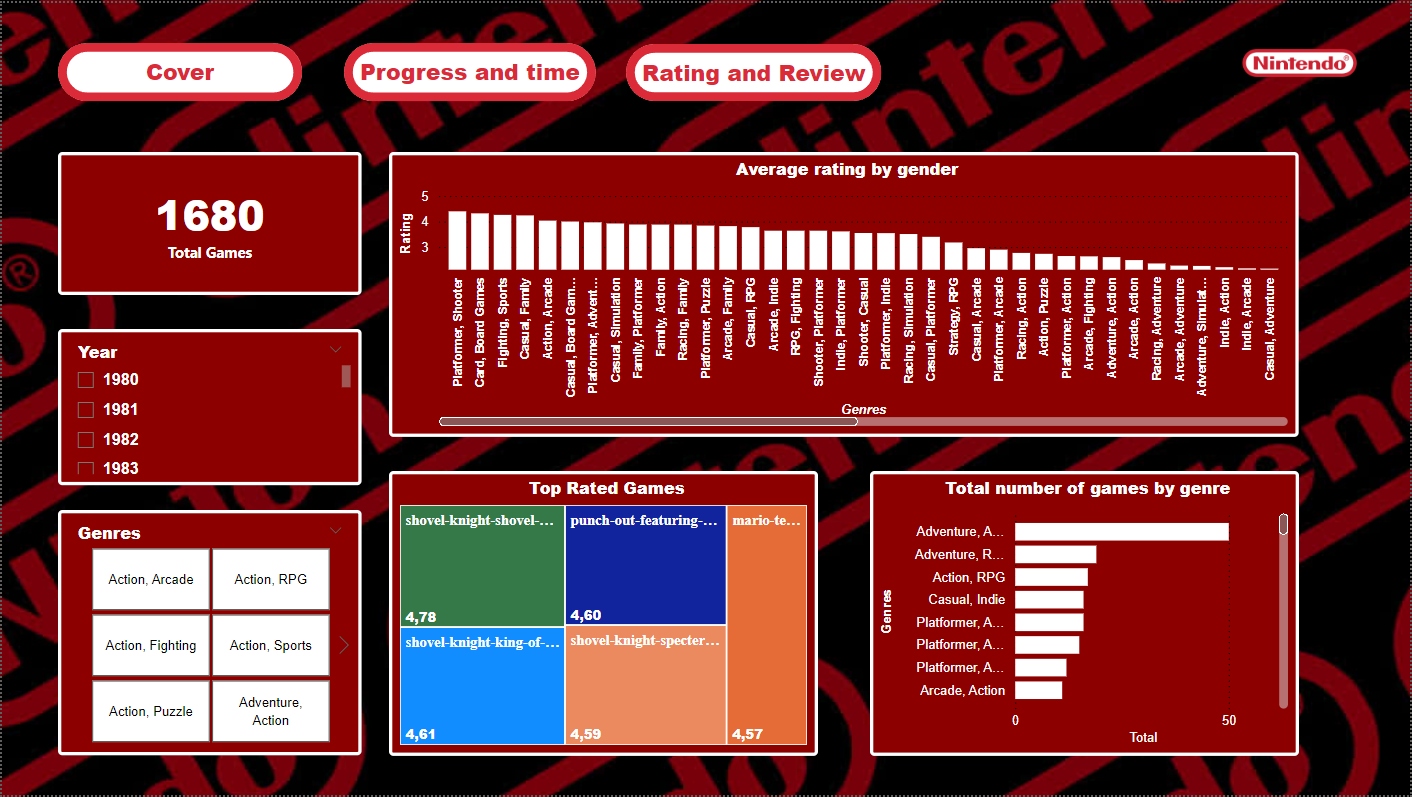 Cover
Progress and time
Rating and Review
Nintendo®
1680
Total Games
Year
1980
1981
1982
1983
Genres
Action, Arcade
Action, RPG
Action, Fighting
Action, Sports
Action, Puzzle
Adventure,
Action
Average rating by gender
Rating
5
4
3
Platformer, Shooter
Card, Board Games
Fighting, Sports
Casual, Family
Action, Arcade
Casual, Board Gam...
Platformer, Advert...
Casual, Simulation
Family, Platformer
Family, Action
Racing, Family
Platformer, Puzzle
Arcade, Family
Casual, RPG
Arcade, Indie
RPG, Fighting
Shooter, Platformer
Indie, Platformer
Shooter, Casual
Platformer, Indie
Racing, Simulation
Casual, Platformer
Strategy, RPG
Casual, Arcade
Platformer, Arcade
Racing, Action
Action, Puzzle
Platformer, Action
Arcade, Fighting
Adventure, Action
Arcade, Action
Racing, Adventure
Arcade, Adventure
Adventure, Simulat...
Indie, Action
Indie, Arcade
Casual, Adventure
Genres
Top Rated Games
shovel-knight-shovel-...
4,78
punch-out-featuring-...
4,60
mario-te...
4,57
shovel-knight-king-of-...
4,61
shovel-knight-specter...
4,59
Total number of games by genre
Genres
Adventure, A...
Adventure, R...
Action, RPG
Casual, Indie
Platformer, A...
Platformer, A...
Platformer, A...
Arcade, Action
0
50
Total